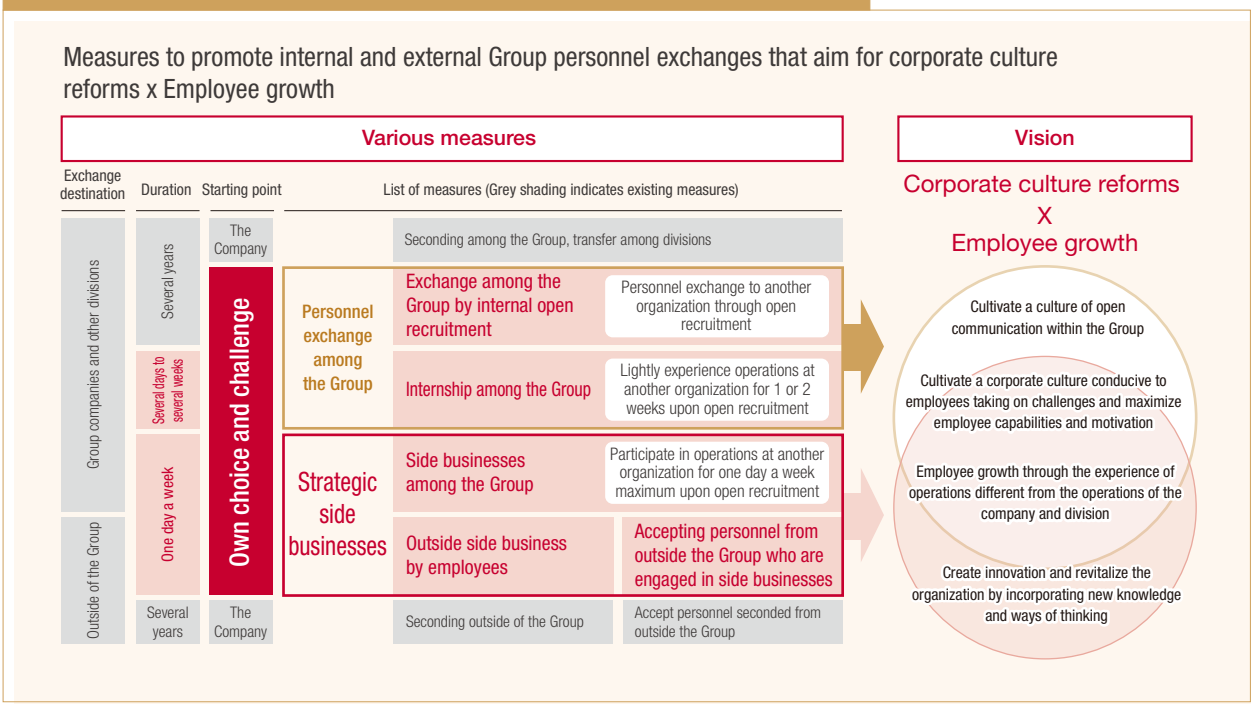 Measures to promote internal and external Group personnel exchanges that aim for corporate culture
reforms x Employee growth
Various measures
Vision
Exchange
destination
Duration
Starting point
List of measures (Grey shading indicates existing measures)
Group companies and other divisions
Outside of the Group
Several years
Several days to
several weeks
One day a week
Several
years
The
Company
Own choice and challenge
The
Company
Seconding among the Group, transfer among divisions
Personnel
exchange
among
the Group
Exchange among the
Group by internal open
recruitment
Personnel exchange to another
organization through open
recruitment
Internship among the Group
Lightly experience operations at
another organization for 1 or 2
weeks upon open recruitment
Strategic
side
businesses
Side businesses
among the Group
Participate in operations at another
organization for one day a week
maximum upon open recruitment
Outside side business
by employees
Accepting personnel from
outside the Group who are
engaged in side businesses
Seconding outside of the Group
Accept personnel seconded from
outside the Group
Corporate culture reforms
X
Employee growth
Cultivate a culture of open
communication within the Group
Cultivate a corporate culture conducive to
employees taking on challenges and maximize
employee capabilities and motivation
Employee growth through the experience of
operations different from the operations of the
company and division
Create innovation and revitalize the
organization by incorporating new knowledge
and ways of thinking